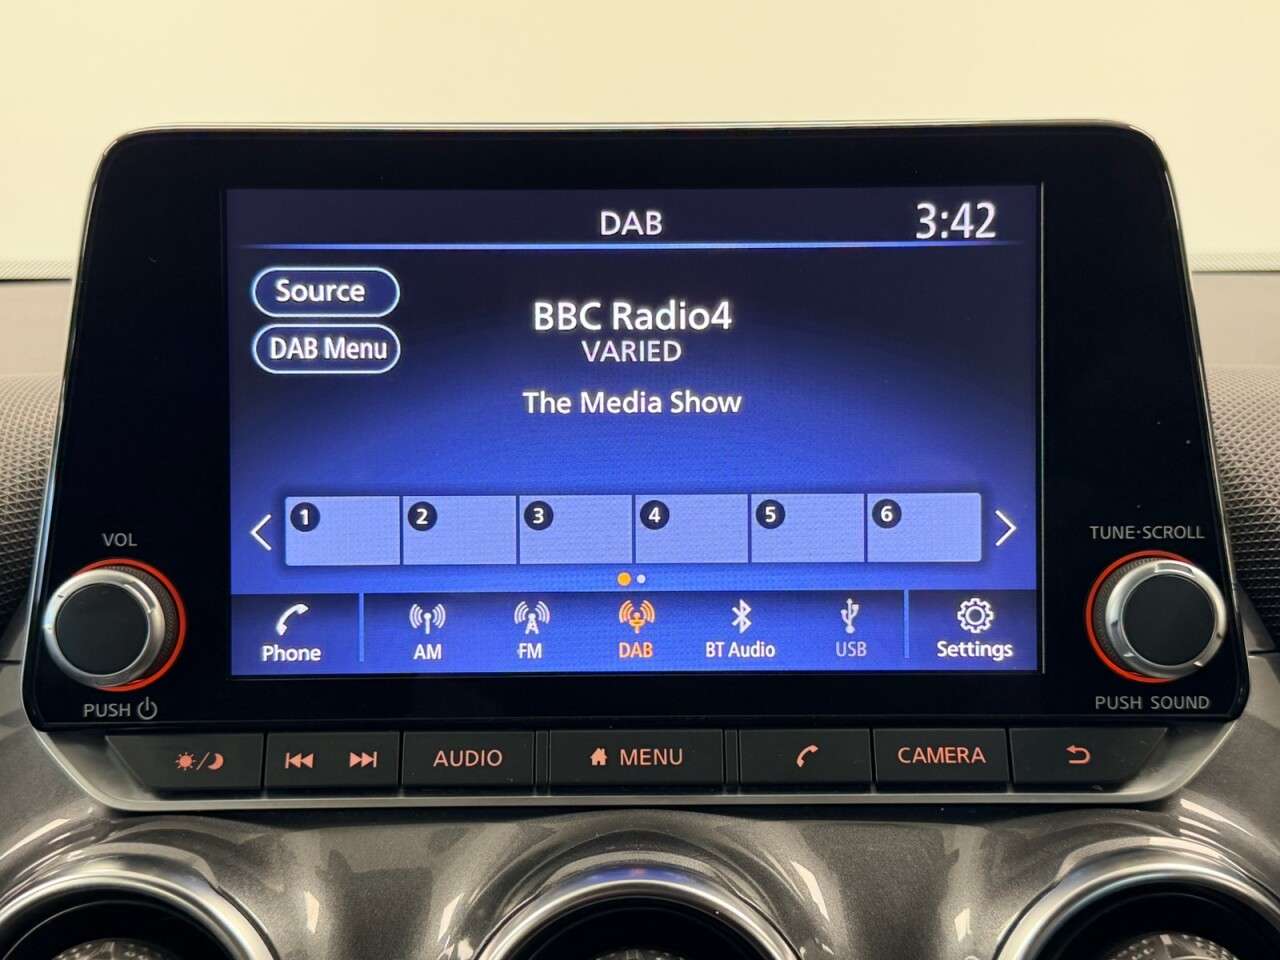 DAB 3:42
Source
BBC Radio4
VARIED
DAB Menu
The Media Show
1 2 3 4 5 6
VOL
TUNE·SCROLL
Phone AM FM DAB BT Audio USB Settings
PUSH
PUSH SOUND
AUDIO MENU CAMERA